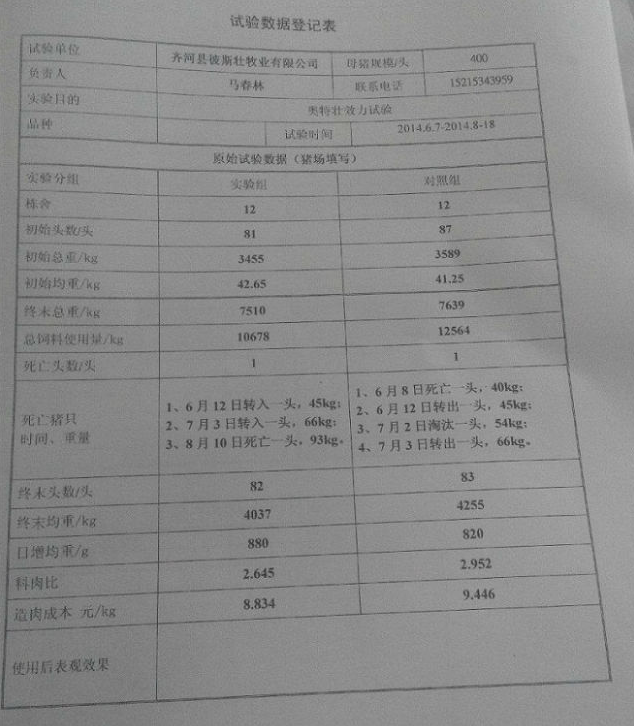 试验数据登记表
试验单位 齐河县彼斯壮牧业有限公司 母猪规模/头 400
负责人 马春林 联系电话 15215343959
实验目的 奥特壮效力试验
品种 试验时间 2014.6.7-2014.8-18
原始试验数据（猪场填写）
实验分组 实验组 对照组
栋舍 12 12
初始头数/头 81 87
初始总重/kg 3455 3589
初始均重/kg 42.65 41.25
终末总重/kg 7510 7639
总饲料使用量/kg 10678 12564
死亡头数/头 1 1
死亡猪只
时间、重量
1、6月12日转入一头，45kg；
2、7月3日转入一头，66kg；
3、8月10日死亡一头，93kg。
1、6月8日死亡一头，40kg；
2、6月12日转出一头，45kg；
3、7月2日淘汰一头，54kg；
4、7月3日转出一头，66kg。
终末头数/头 82 83
终末均重/kg 4037 4255
日增均重/g 880 820
料肉比 2.645 2.952
造肉成本 元/kg 8.834 9.446
使用后表观效果